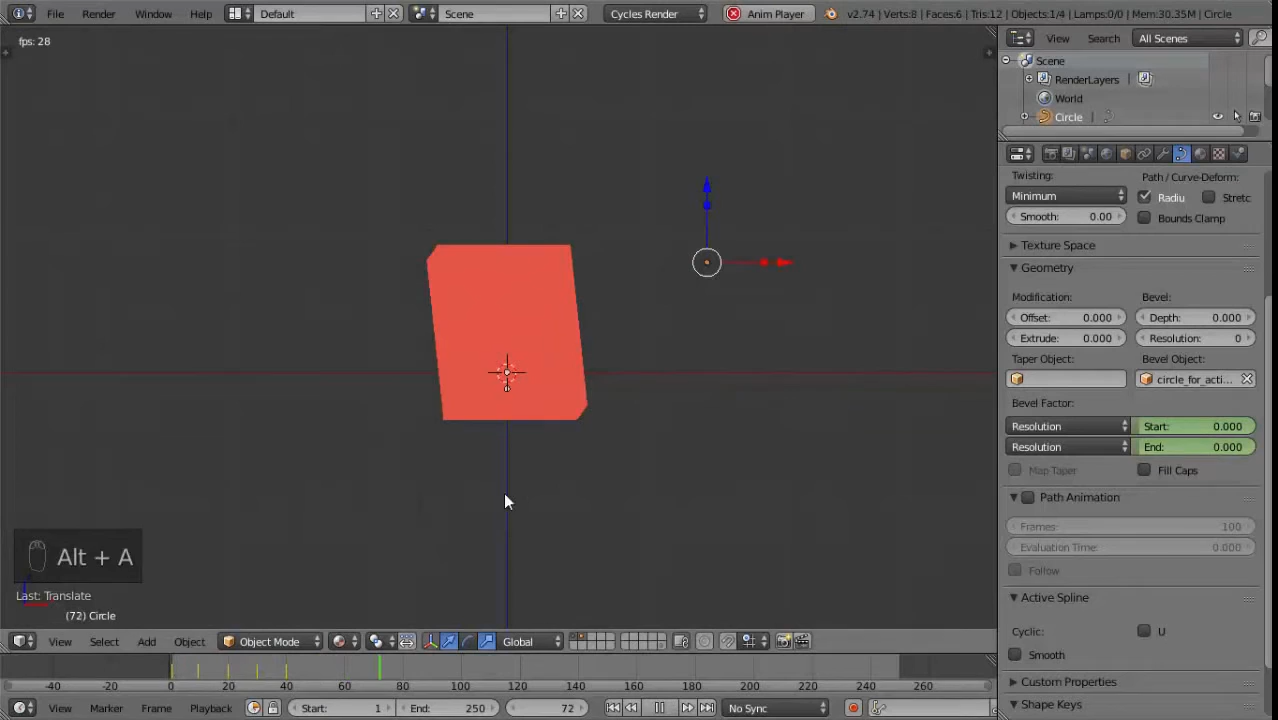 File Render Window Help Default Scene Cycles Render Anim Player v2.74 | Verts:8 | Faces:6 | Tris:12 | Objects:1/4 | Lamps:0/0 | Mem:30.35M | Circle
fps: 28
View Search All Scenes
Scene
RenderLayers
World
Circle
Twisting: Path / Curve-Deform:
Minimum Radiu Stretc
Smooth: 0.00 Bounds Clamp
Texture Space
Geometry
Modification: Bevel:
Offset: 0.000 Depth: 0.000
Extrude: 0.000 Resolution: 0
Taper Object: Bevel Object:
circle_for_acti...
Bevel Factor:
Resolution Start: 0.000
Resolution End: 0.000
Map Taper Fill Caps
Path Animation
Frames: 100
Evaluation Time: 0.000
Follow
Active Spline
Cyclic: U
Smooth
Custom Properties
Shape Keys
Alt + A
Last: Translate
(72) Circle
View Select Add Object Object Mode Global
-40 -20 0 20 40 60 80 100 120 140 160 180 200 220 240 260
View Marker Frame Playback Start: 1 End: 250 72 No Sync